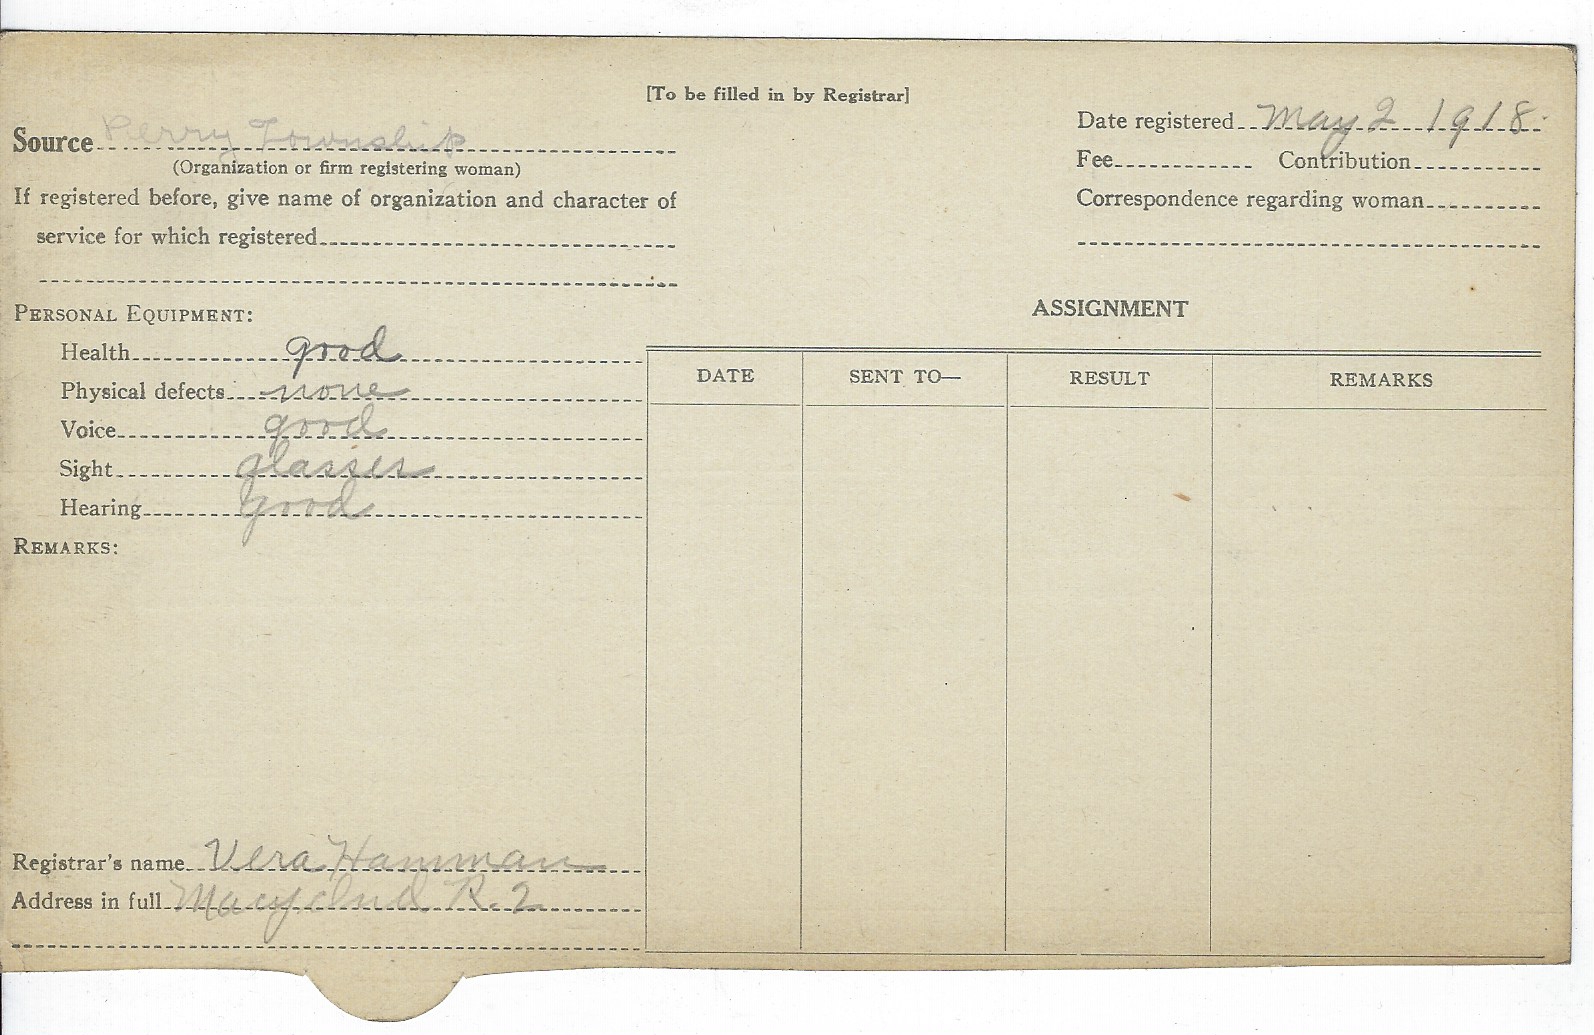 [To be filled in by Registrar]
Source Perry Township
(Organization or firm registering woman)
If registered before, give name of organization and character of
service for which registered
Date registered May 2 1918.
Fee Contribution
Correspondence regarding woman
PERSONAL EQUIPMENT:
Health good
Physical defects none
Voice good
Sight glasses
Hearing good
REMARKS:
Registrar's name Vera Hamman
Address in full Macy, Ind R. 2
ASSIGNMENT
DATE SENT TO— RESULT REMARKS